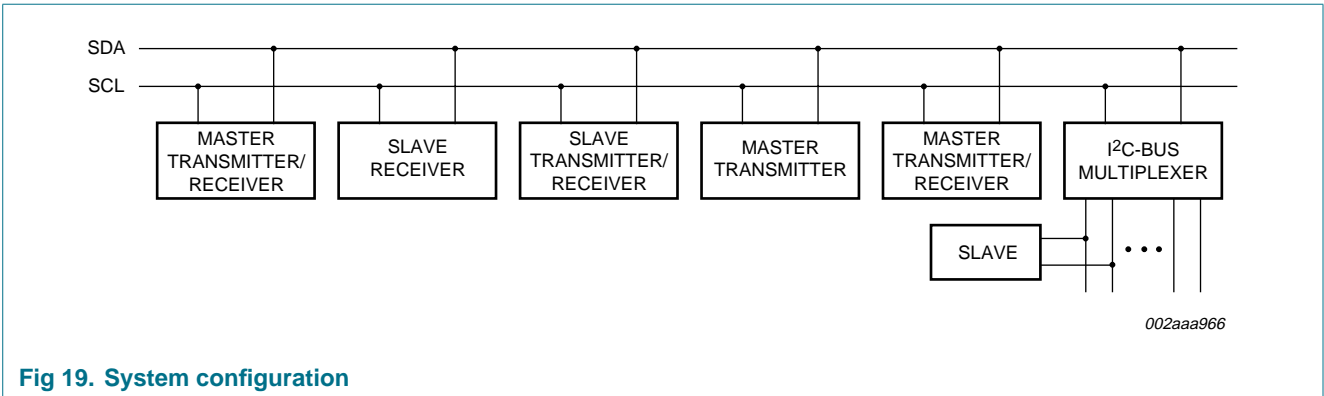 SDA
SCL
MASTER
TRANSMITTER/
RECEIVER
SLAVE
RECEIVER
SLAVE
TRANSMITTER/
RECEIVER
MASTER
TRANSMITTER
MASTER
TRANSMITTER/
RECEIVER
I²C-BUS
MULTIPLEXER
SLAVE
002aaa966
Fig 19. System configuration